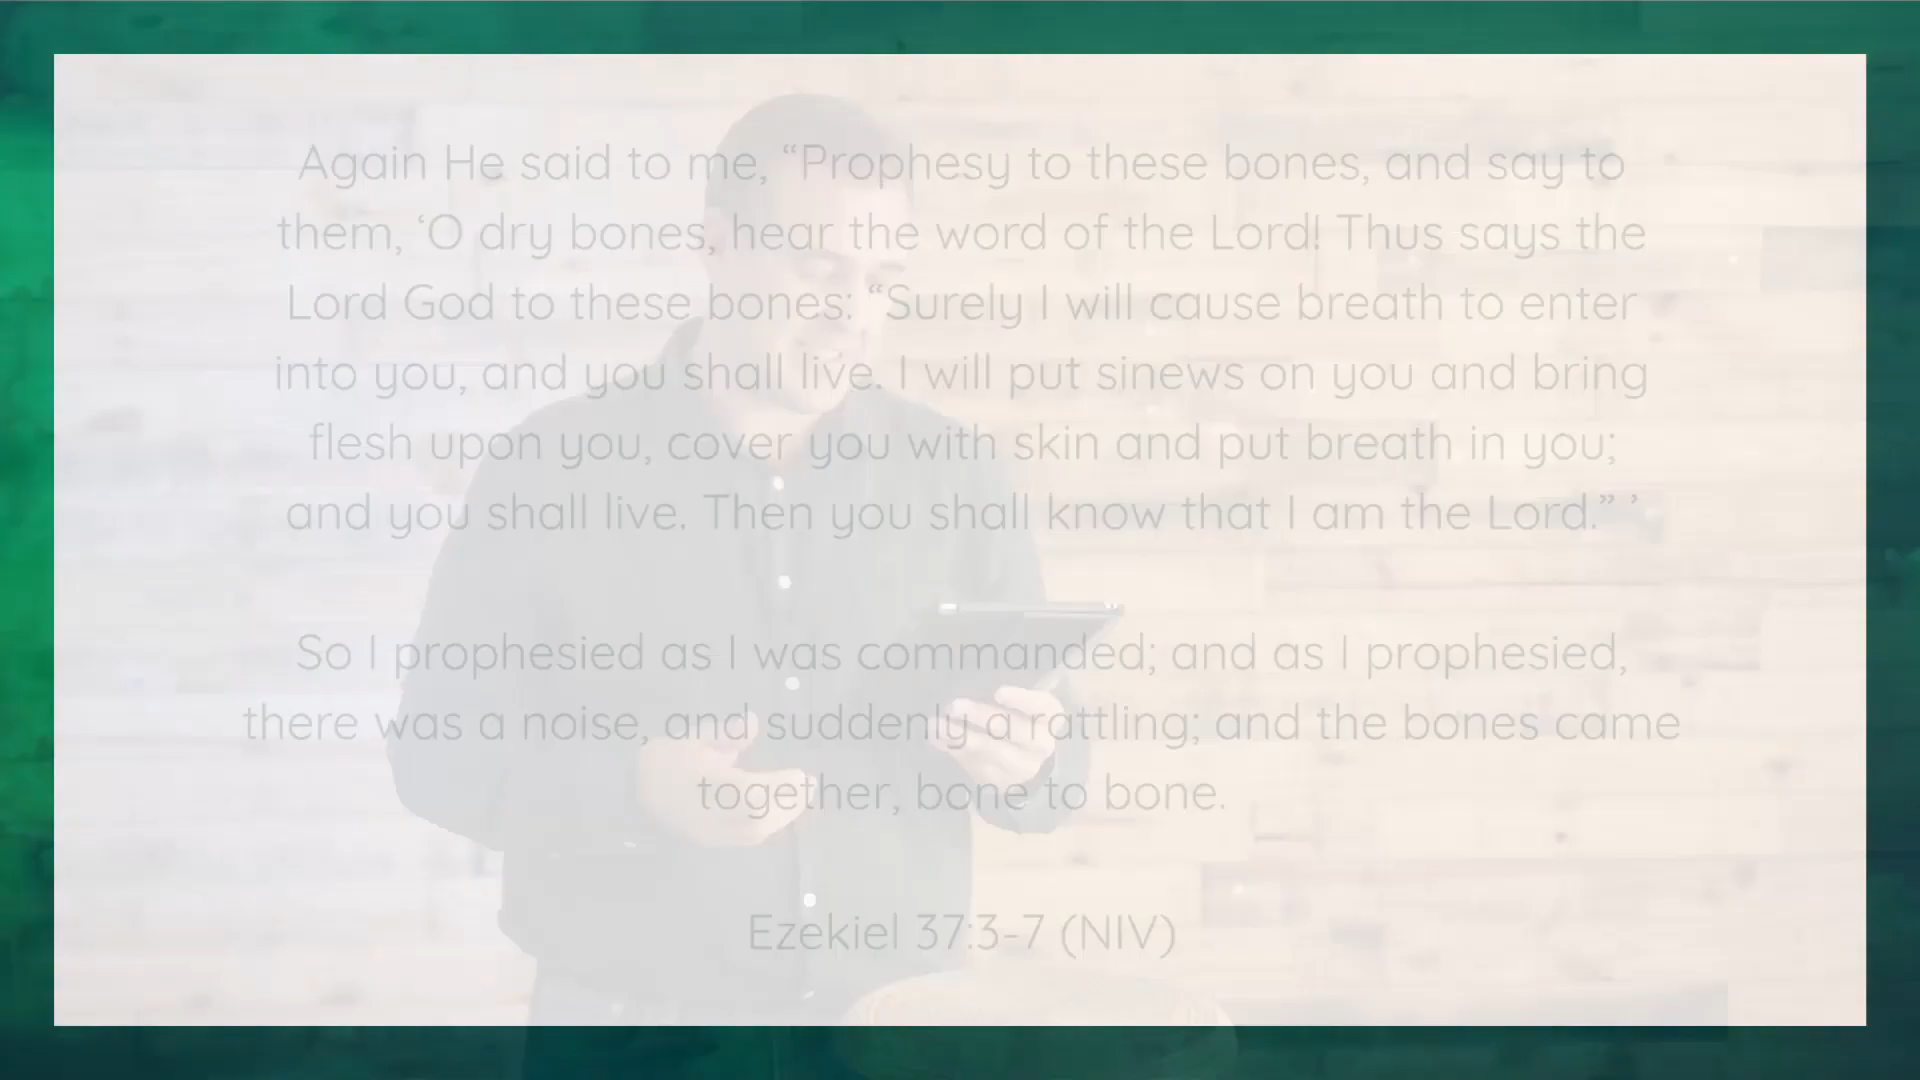 Again He said to me, “Prophesy to these bones, and say to
them, ‘O dry bones, hear the word of the Lord! Thus says the
Lord God to these bones: “Surely I will cause breath to enter
into you, and you shall live. I will put sinews on you and bring
flesh upon you, cover you with skin and put breath in you;
and you shall live. Then you shall know that I am the Lord.” ’
So I prophesied as I was commanded; and as I prophesied,
there was a noise, and suddenly a rattling; and the bones came
together, bone to bone.
Ezekiel 37:3-7 (NIV)